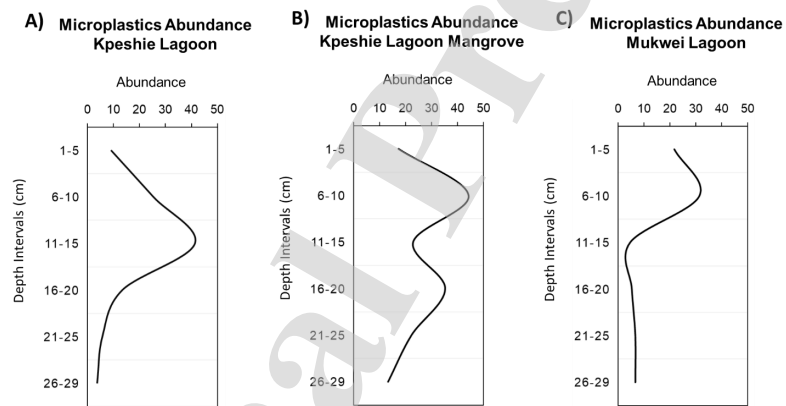 A) Microplastics Abundance
Kpeshie Lagoon
Abundance
0 10 20 30 40 50
Depth Intervals (cm)
1-5
6-10
11-15
16-20
21-25
26-29
B) Microplastics Abundance
Kpeshie Lagoon Mangrove
Abundance
0 10 20 30 40 50
Depth Intervals (cm)
1-5
6-10
11-15
16-20
21-25
26-29
C) Microplastics Abundance
Mukwei Lagoon
Abundance
0 10 20 30 40 50
Depth Intervals (cm)
1-5
6-10
11-15
16-20
21-25
26-29